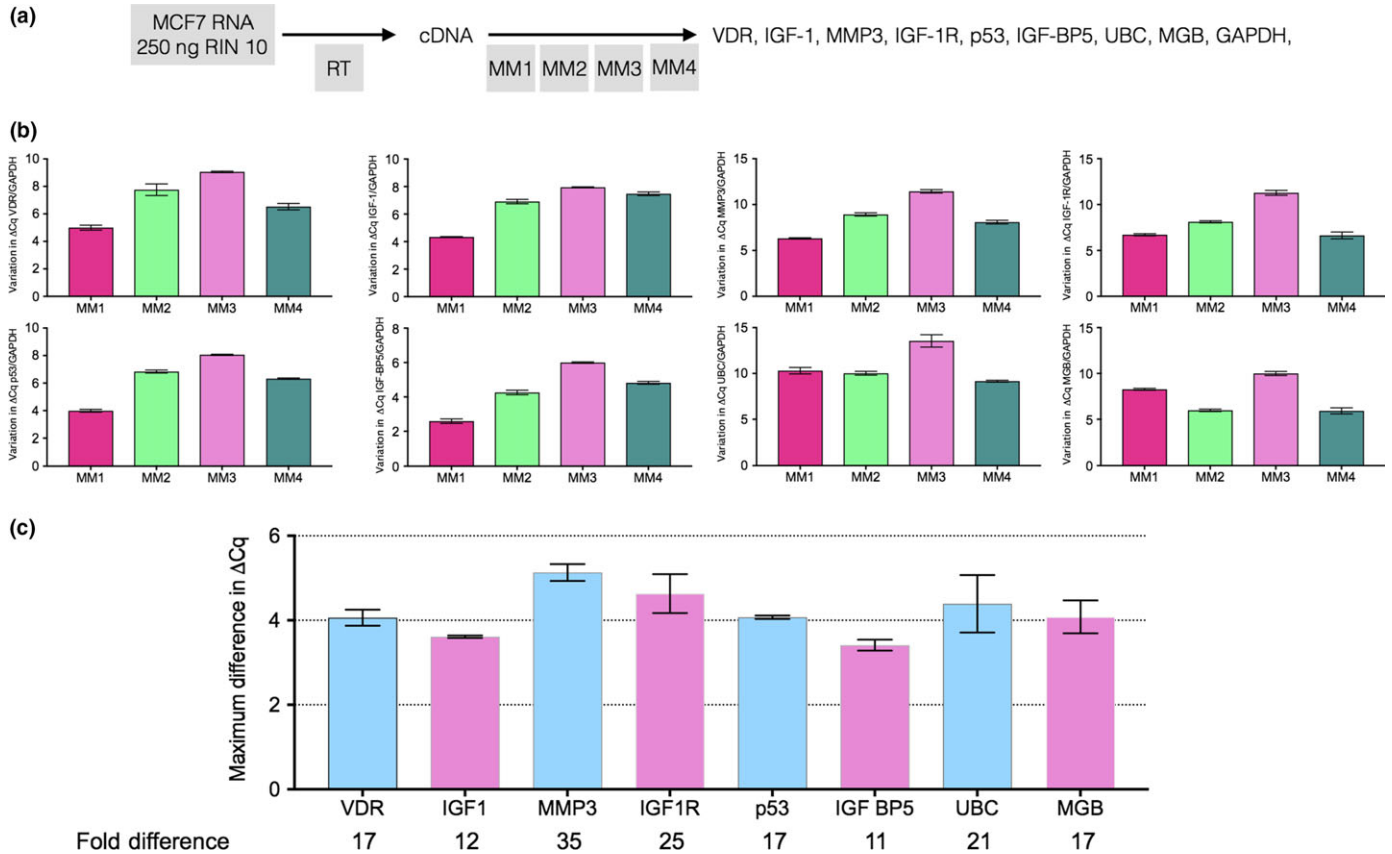 (a)
MCF7 RNA
250 ng RIN 10
RT
cDNA
MM1 MM2 MM3 MM4
VDR, IGF-1, MMP3, IGF-1R, p53, IGF-BP5, UBC, MGB, GAPDH,
(b)
Variation in ΔCq VDR/GAPDH
10
8
6
4
2
0
MM1 MM2 MM3 MM4
Variation in ΔCq IGF-1/GAPDH
10
8
6
4
2
0
MM1 MM2 MM3 MM4
Variation in ΔCq MMP3/GAPDH
15
10
5
0
MM1 MM2 MM3 MM4
Variation in ΔCq IGF-1R/GAPDH
15
10
5
0
MM1 MM2 MM3 MM4
Variation in ΔCq p53/GAPDH
10
8
6
4
2
0
MM1 MM2 MM3 MM4
Variation in ΔCq IGF-BP5/GAPDH
8
6
4
2
0
MM1 MM2 MM3 MM4
Variation in ΔCq UBC/GAPDH
15
10
5
0
MM1 MM2 MM3 MM4
Variation in ΔCq MGB/GAPDH
15
10
5
0
MM1 MM2 MM3 MM4
(c)
Maximum difference in ΔCq
6
4
2
0
VDR IGF1 MMP3 IGF1R p53 IGF BP5 UBC MGB
Fold difference 17 12 35 25 17 11 21 17